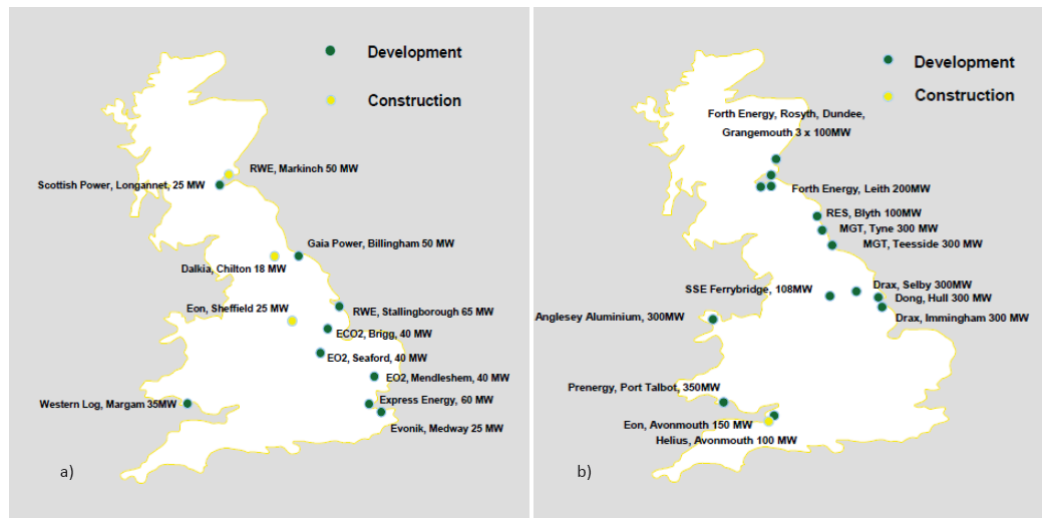 Development
Construction
RWE, Markinch 50 MW
Scottish Power, Longannet, 25 MW
Gaia Power, Billingham 50 MW
Dalkia, Chilton 18 MW
Eon, Sheffield 25 MW
RWE, Stallingborough 65 MW
ECO2, Brigg, 40 MW
EO2, Seaford, 40 MW
EO2, Mendleshem, 40 MW
Western Log, Margam 35MW
Express Energy, 60 MW
Evonik, Medway 25 MW
a)
Development
Construction
Forth Energy, Rosyth, Dundee,
Grangemouth 3 x 100MW
Forth Energy, Leith 200MW
RES, Blyth 100MW
MGT, Tyne 300 MW
MGT, Teesside 300 MW
SSE Ferrybridge, 108MW
Drax, Selby 300MW
Dong, Hull 300 MW
Drax, Immingham 300 MW
Anglesey Aluminium, 300MW
Prenergy, Port Talbot, 350MW
Eon, Avonmouth 150 MW
Helius, Avonmouth 100 MW
b)